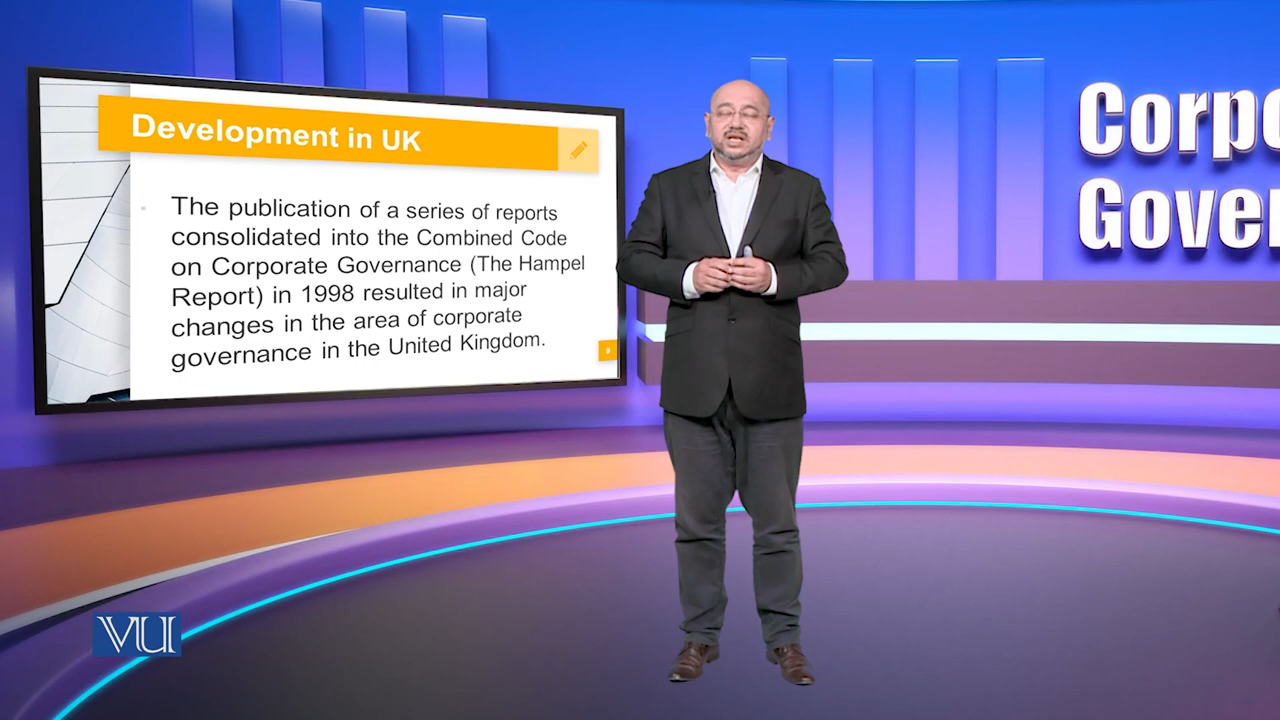 Development in UK
The publication of a series of reports
consolidated into the Combined Code
on Corporate Governance (The Hampel
Report) in 1998 resulted in major
changes in the area of corporate
governance in the United Kingdom.
Corpo
Gover
VU